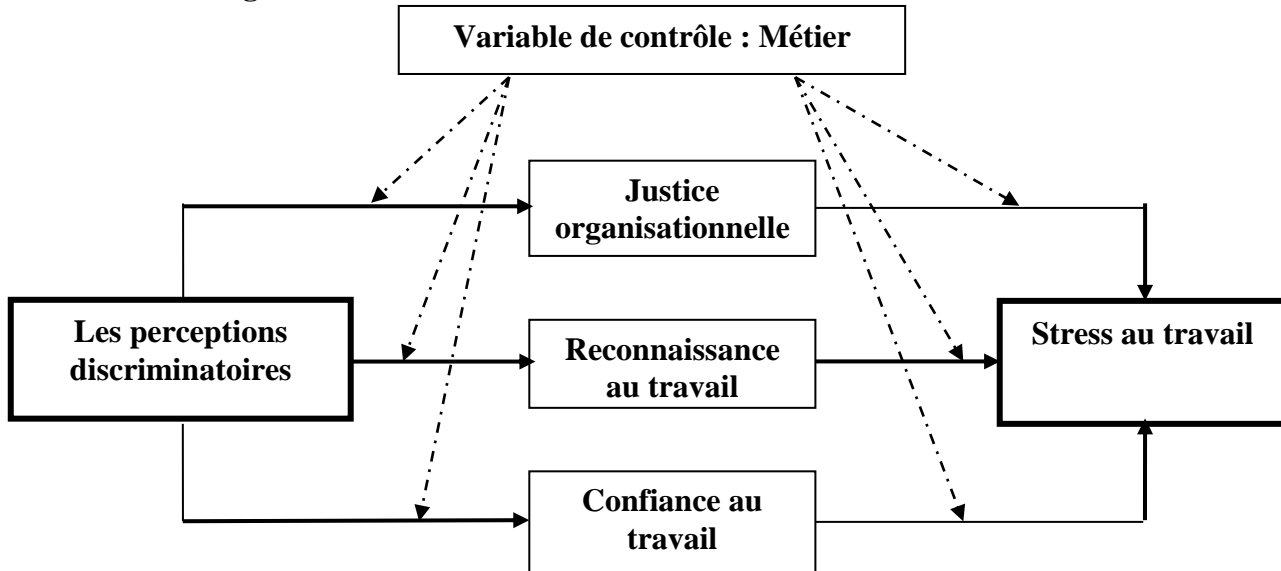 Variable de contrôle : Métier
Justice
organisationnelle
Les perceptions
discriminatoires
Reconnaissance
au travail
Stress au travail
Confiance au
travail